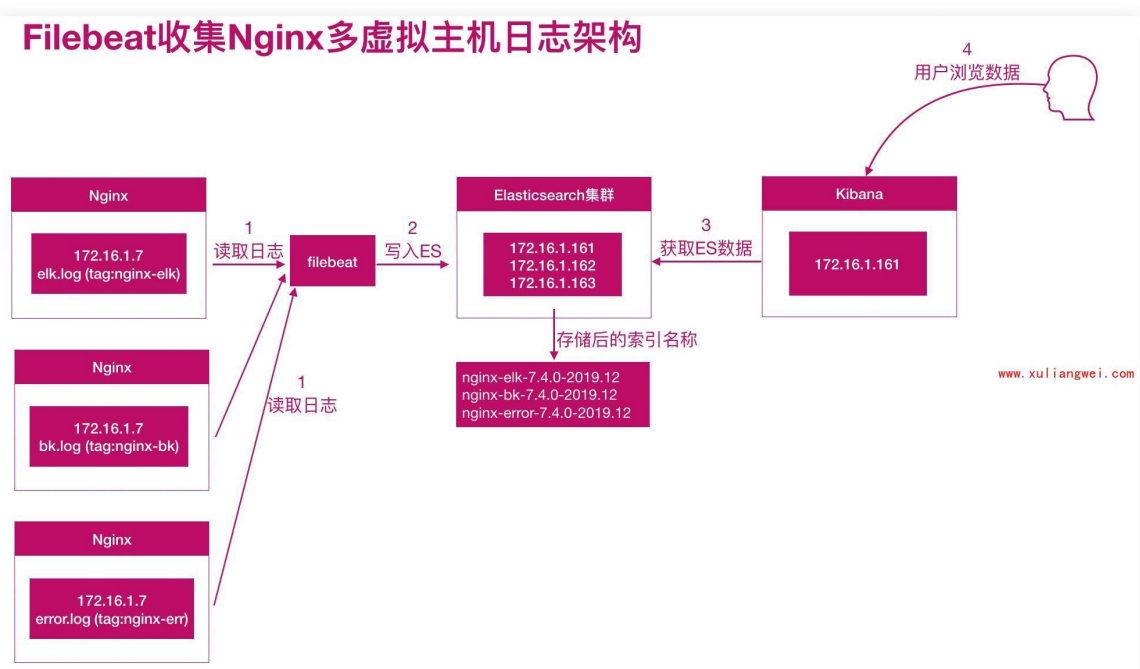 Filebeat收集Nginx多虚拟主机日志架构
4
用户浏览数据
Nginx
172.16.1.7
elk.log (tag:nginx-elk)
1
读取日志
filebeat
2
写入ES
Elasticsearch集群
172.16.1.161
172.16.1.162
172.16.1.163
3
获取ES数据
Kibana
172.16.1.161
存储后的索引名称
nginx-elk-7.4.0-2019.12
nginx-bk-7.4.0-2019.12
nginx-error-7.4.0-2019.12
Nginx
172.16.1.7
bk.log (tag:nginx-bk)
1
读取日志
www.xuliangwei.com
Nginx
172.16.1.7
error.log (tag:nginx-err)